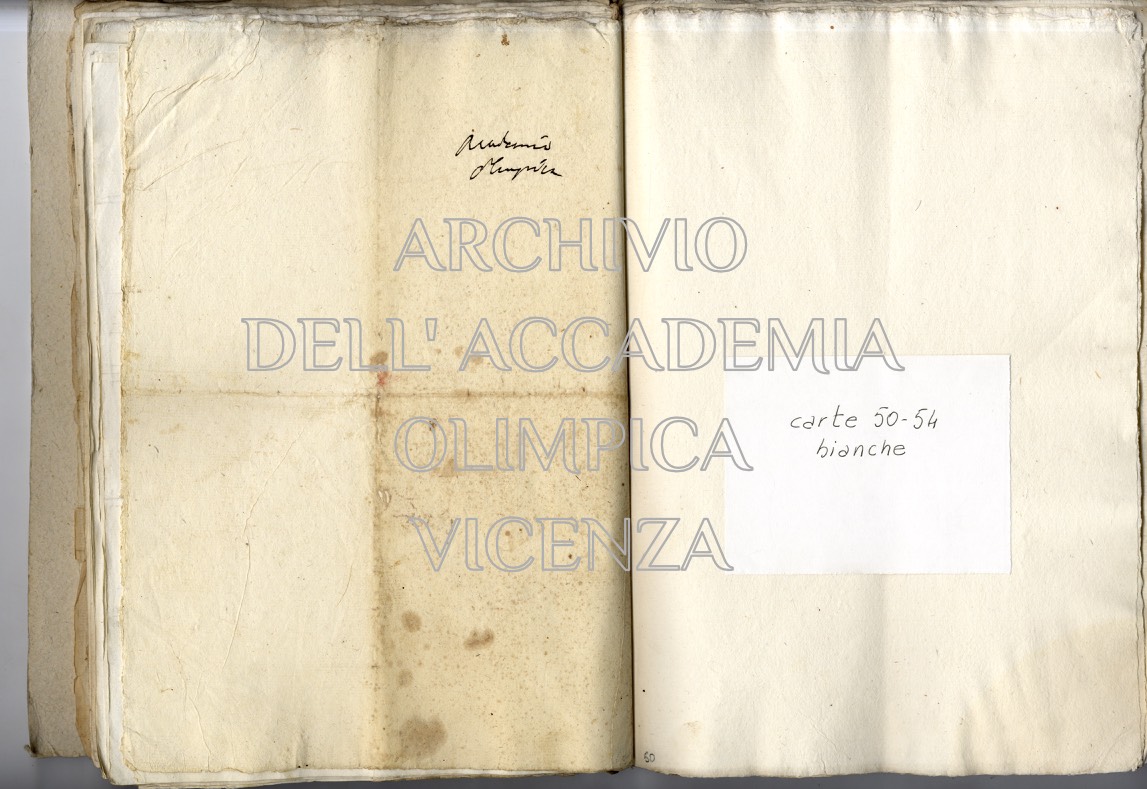 Academia
Olimpica
ARCHIVIO
DELL' ACCADEMIA
OLIMPICA
VICENZA
carte 50-54
bianche
50